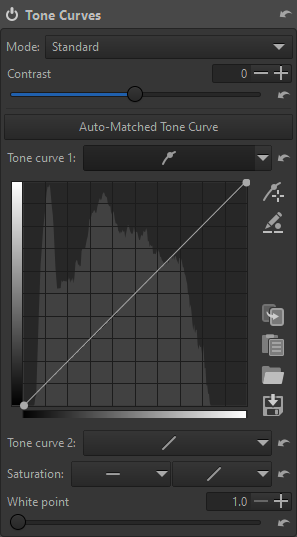 Tone Curves
Mode: Standard
Contrast 0
Auto-Matched Tone Curve
Tone curve 1:
Tone curve 2:
Saturation:
White point 1.0